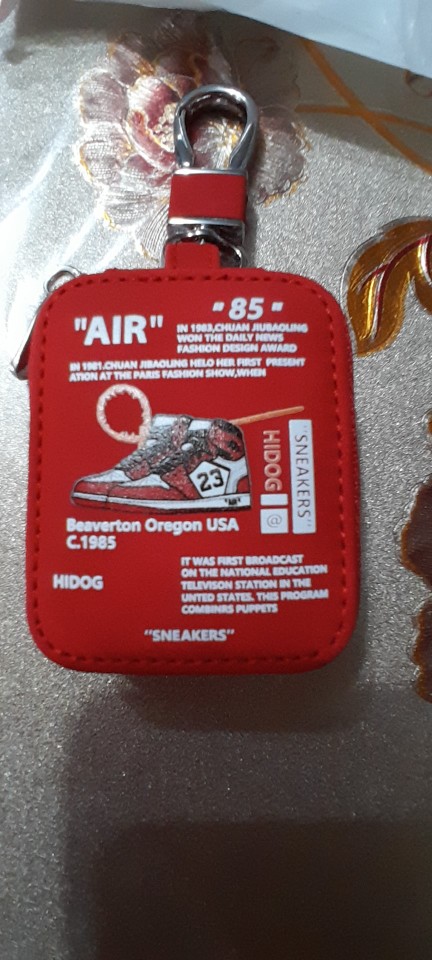 "85"
"AIR"
IN 1983,CHUAN JIUBAOLING
WON THE DAILY NEWS
FASHION DESIGN AWARD
IN 1981.CHUAN JIBAOLING HELO HER FIRST PRESENT
ATION AT THE PARIS FASHION SHOW,WHEN
23
"AIR"
"SNEAKERS"
HIDOG
@
Beaverton Oregon USA
C.1985
HIDOG
IT WAS FIRST BROADCAST
ON THE NATIONAL EDUCATION
TELEVISON STATION IN THE
UNTED STATES. THIS PROGRAM
COMBINRS PUPPETS
"SNEAKERS"